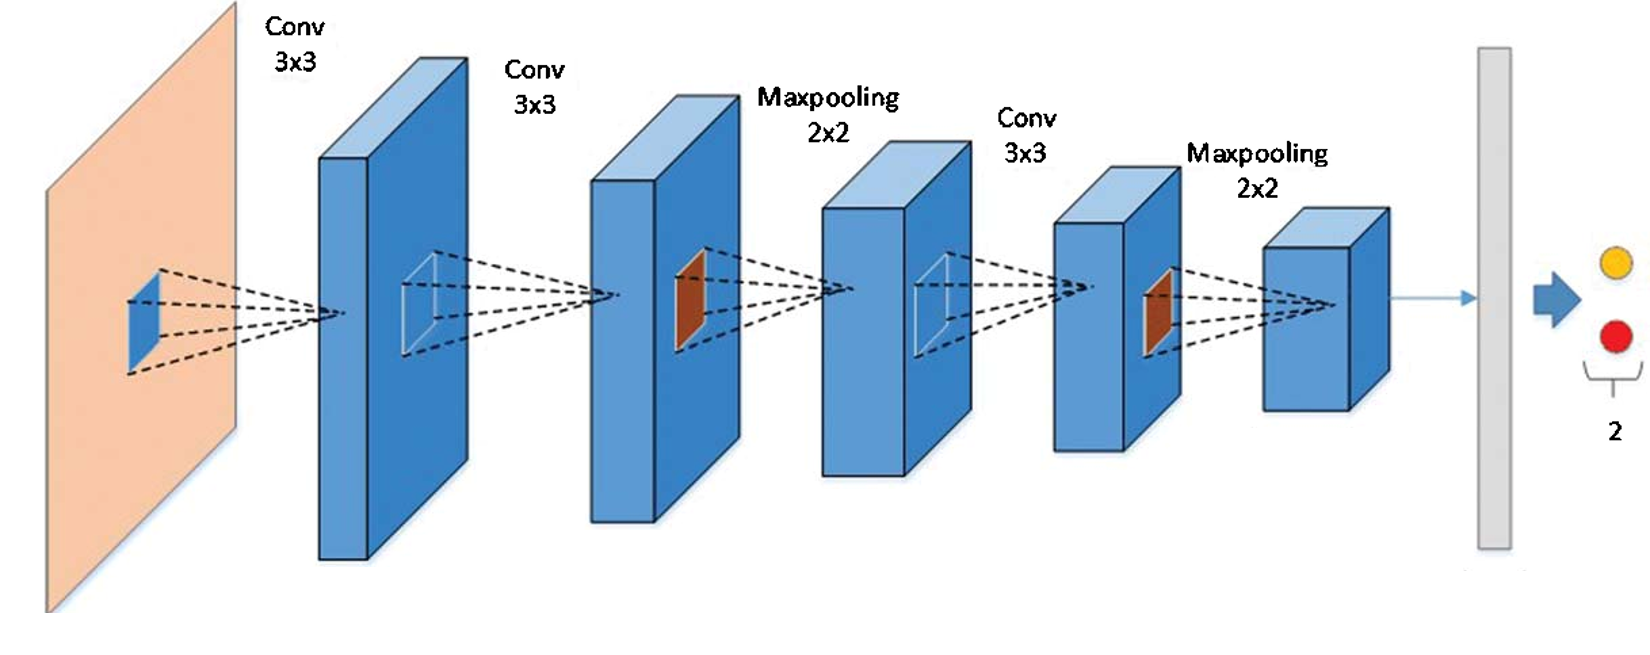 Conv
3x3
Conv
3x3
Maxpooling
2x2
Conv
3x3
Maxpooling
2x2
2